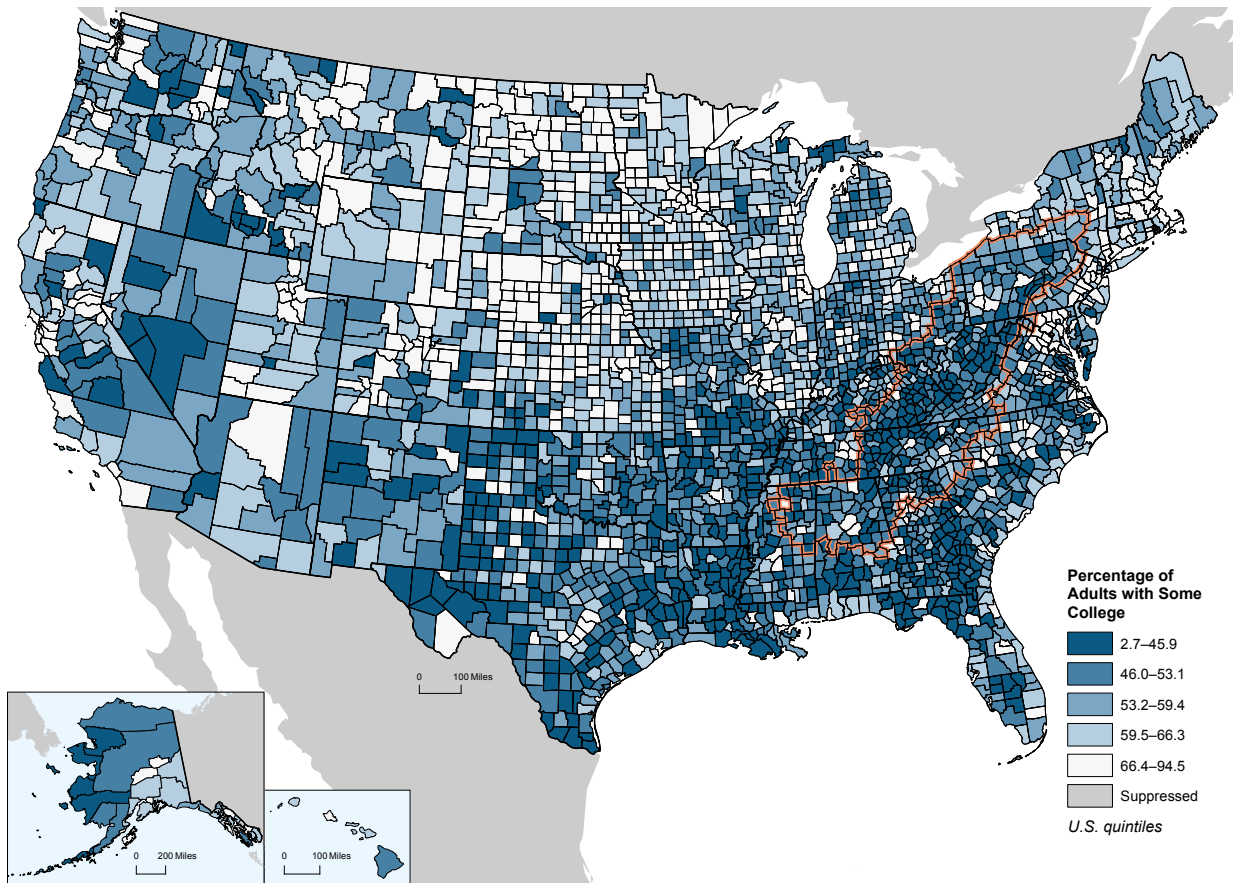 Percentage of
Adults with Some
College
2.7–45.9
46.0–53.1
53.2–59.4
59.5–66.3
66.4–94.5
Suppressed
U.S. quintiles
0 100 Miles
0 200 Miles
0 100 Miles